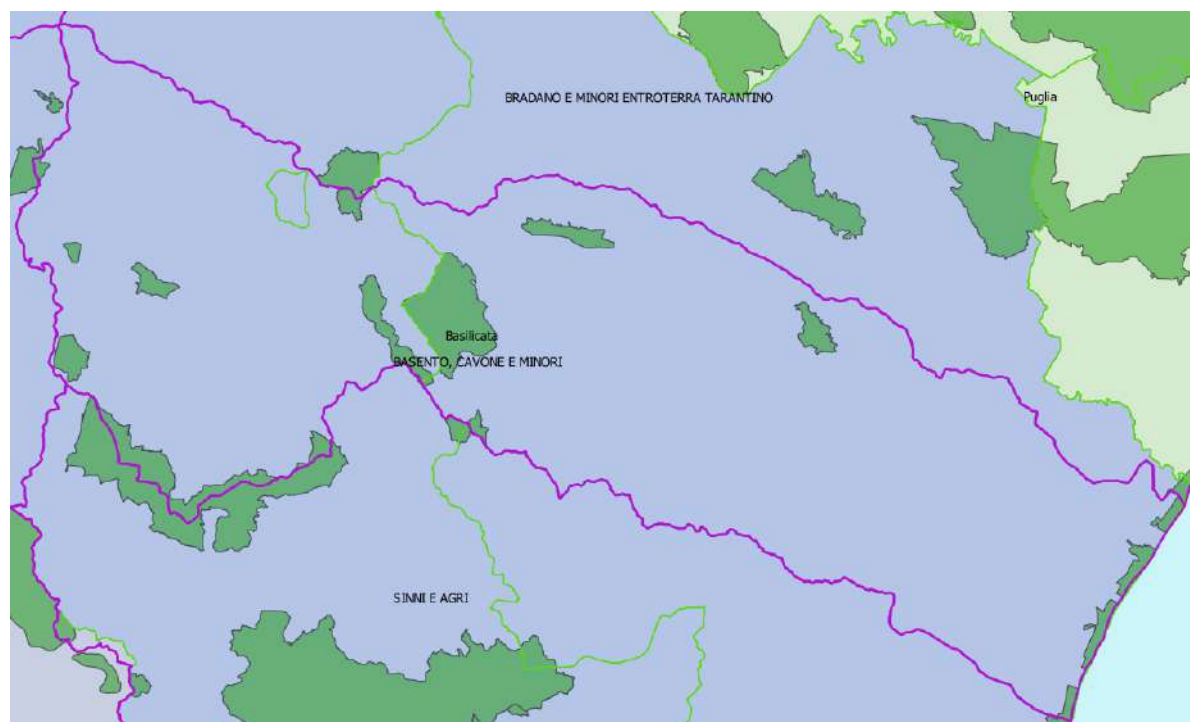 BRADANO E MINORI ENTROTERRA TARANTINO
Puglia
Basilicata
BASENTO, CAVONE E MINORI
SINNI E AGRI